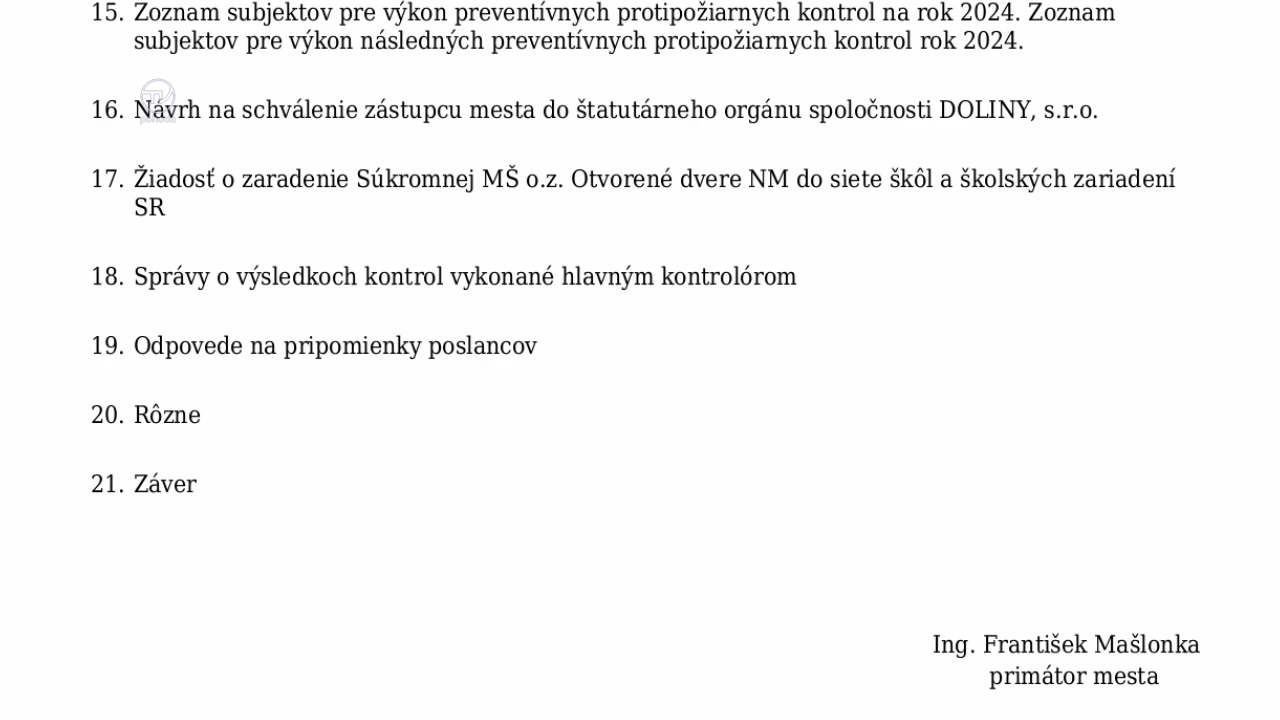 15. Zoznam subjektov pre výkon preventívnych protipožiarnych kontrol na rok 2024. Zoznam
subjektov pre výkon následných preventívnych protipožiarnych kontrol rok 2024.
16. Návrh na schválenie zástupcu mesta do štatutárneho orgánu spoločnosti DOLINY, s.r.o.
17. Žiadosť o zaradenie Súkromnej MŠ o.z. Otvorené dvere NM do siete škôl a školských zariadení
SR
18. Správy o výsledkoch kontrol vykonané hlavným kontrolórom
19. Odpovede na pripomienky poslancov
20. Rôzne
21. Záver
Ing. František Mašlonka
primátor mesta